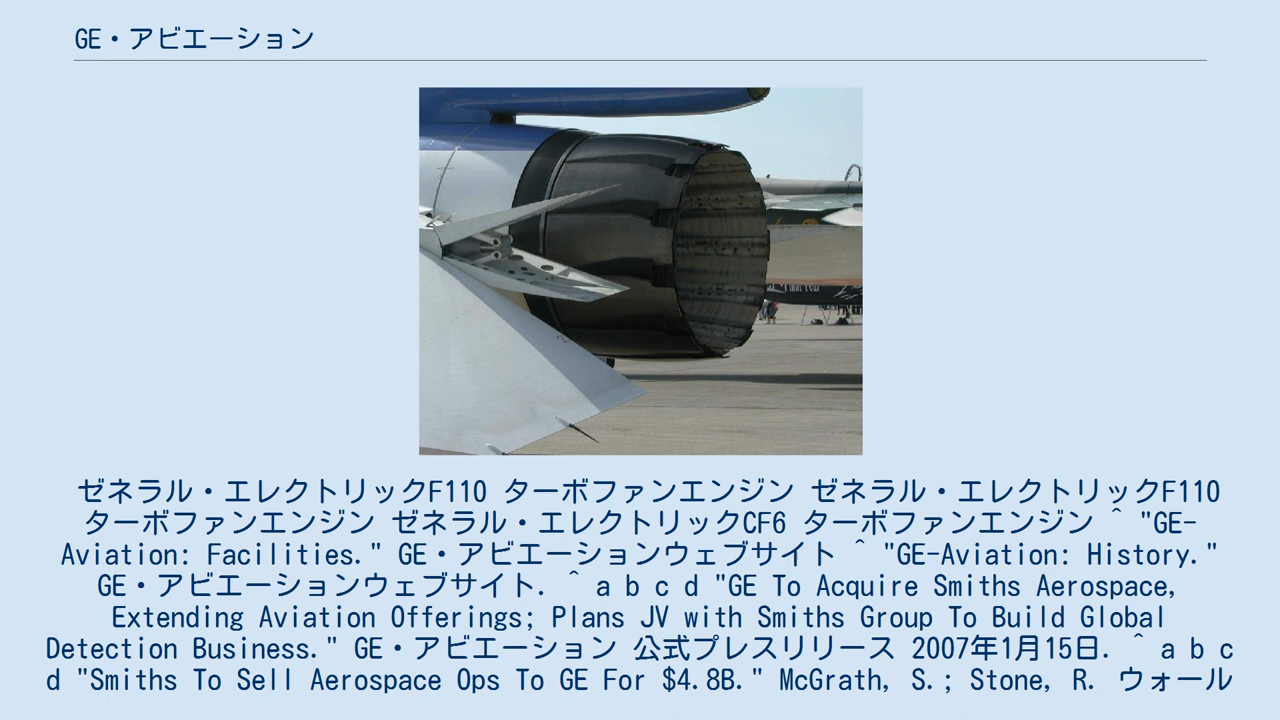 GE・アビエーション
ゼネラル・エレクトリックF110 ターボファンエンジン ゼネラル・エレクトリックF110
ターボファンエンジン ゼネラル・エレクトリックCF6 ターボファンエンジン ^ "GE-
Aviation: Facilities." GE・アビエーションウェブサイト ^ "GE-Aviation: History."
GE・アビエーションウェブサイト. ^ a b c d "GE To Acquire Smiths Aerospace,
Extending Aviation Offerings; Plans JV with Smiths Group To Build Global
Detection Business." GE・アビエーション 公式プレスリリース 2007年1月15日. ^ a b c
d "Smiths To Sell Aerospace Ops To GE For $4.8B." McGrath, S.; Stone, R. ウォール